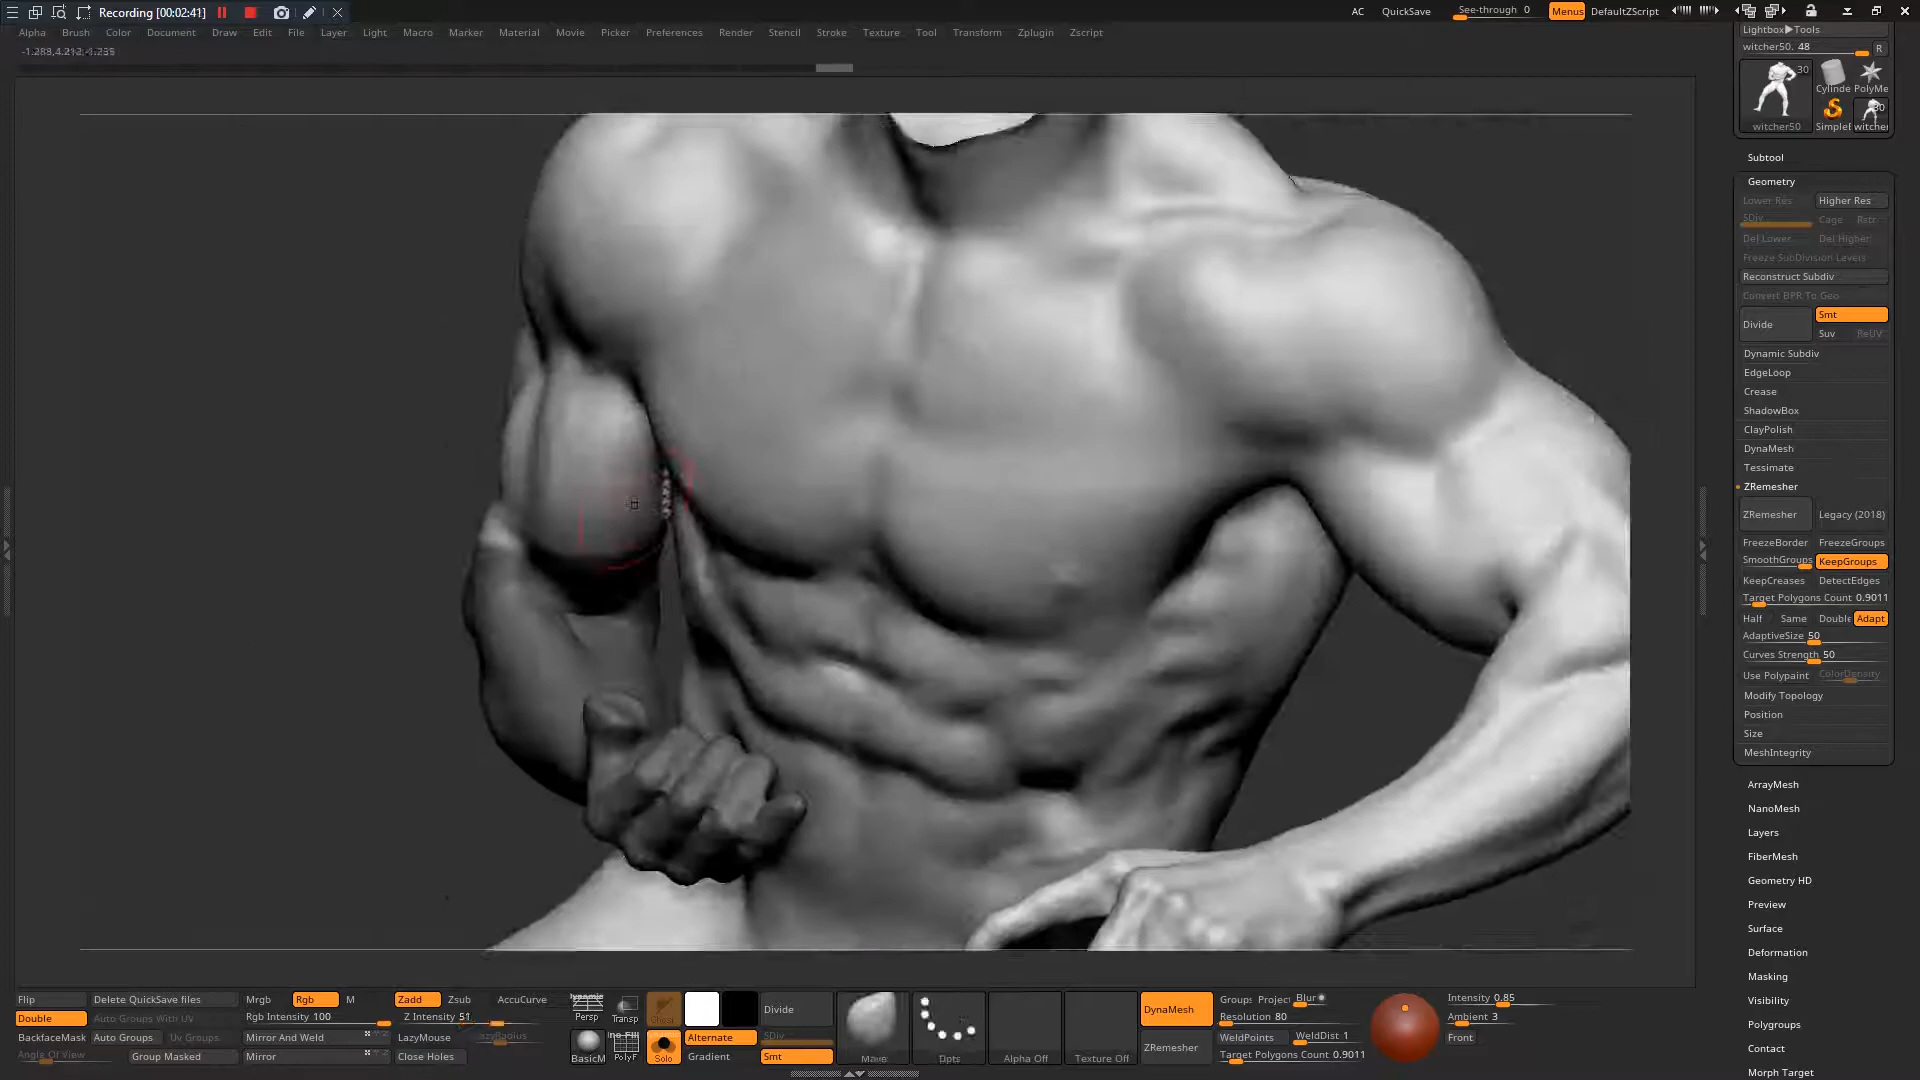 Recording [00:02:41]
AC QuickSave See-through 0 Menus DefaultZScript
Alpha Brush Color Document Draw Edit File Layer Light Macro Marker Material Movie Picker Preferences Render Stencil Stroke Texture Tool Transform Zplugin Zscript
Lightbox▶Tools
witcher50. 48 R
30
Cylinde PolyMe
30
witcher50 SimpleB witcher
Subtool
Geometry
Lower Res Higher Res
SDiv Cage Rstr
Del Lower Del Higher
Freeze SubDivision Levels
Reconstruct Subdiv
Convert BPR To Geo
Divide Smt
Suv ReUV
Dynamic Subdiv
EdgeLoop
Crease
ShadowBox
ClayPolish
DynaMesh
Tessimate
ZRemesher
ZRemesher Legacy (2018)
FreezeBorder FreezeGroups
SmoothGroups KeepGroups
KeepCreases DetectEdges
Target Polygons Count 0.9011
Half Same Double Adapt
AdaptiveSize 50
Curves Strength 50
Use Polypaint ColorDensity
Modify Topology
Position
Size
MeshIntegrity
ArrayMesh
NanoMesh
Layers
FiberMesh
Geometry HD
Preview
Surface
Deformation
Masking
Visibility
Polygroups
Contact
Morph Target
Flip Delete QuickSave files Mrgb Rgb M Zadd Zsub AccuCurve
Double Auto Groups With UV Rgb Intensity 100 Z Intensity 51
BackfaceMask Auto Groups Uv Groups Mirror And Weld LazyMouse LazyRadius
Angle Of View Group Masked Mirror Close Holes
Dynamic
Persp Transp Ghost
BasicM PolyF Solo
Divide
Alternate SDiv
Gradient Smt
Move Dots Alpha Off Texture Off
DynaMesh Groups Project Blur
Resolution 80
ZRemesher WeldPoints WeldDist 1
Target Polygons Count 0.9011
Intensity 0.85
Ambient 3
Front